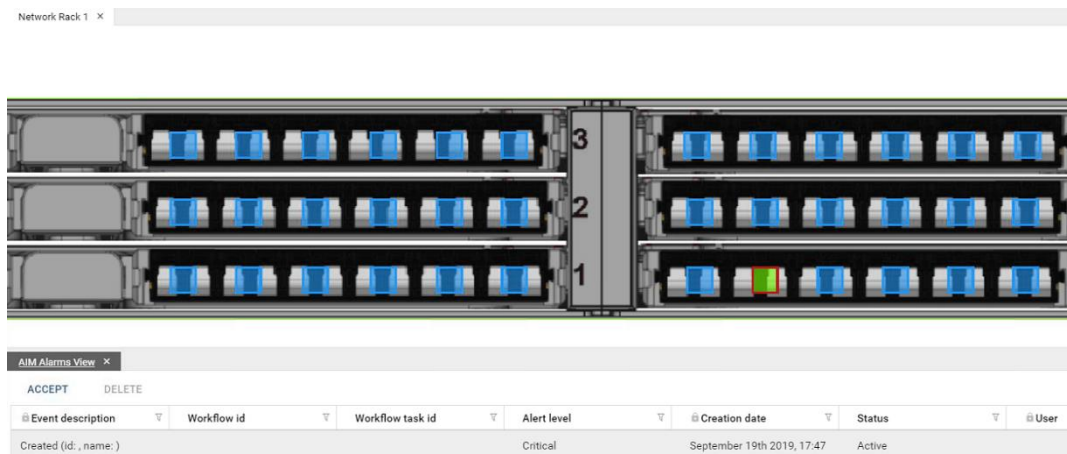 Network Rack 1 ×
3
2
1
AIM Alarms View ×
ACCEPT DELETE
Event description Workflow id Workflow task id Alert level Creation date Status User
Created (id: , name: ) Critical September 19th 2019, 17:47 Active